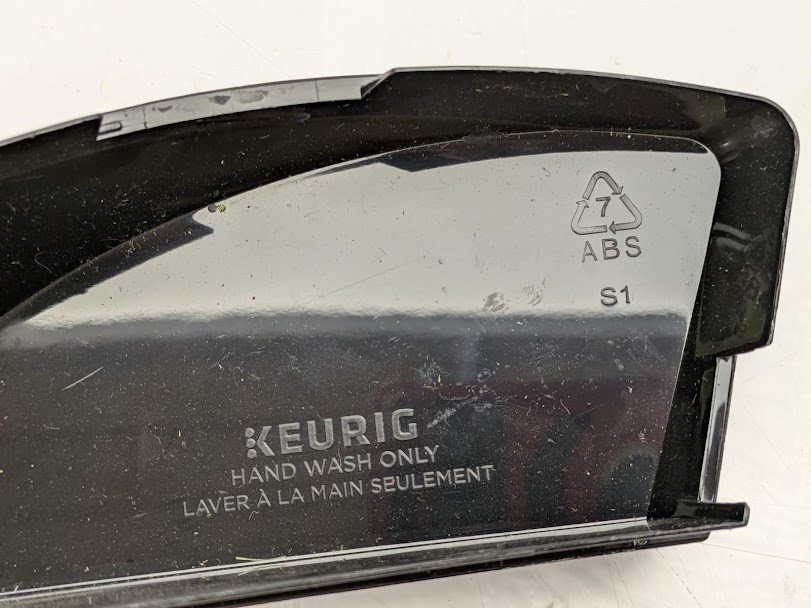 7
ABS
S1
KEURIG
HAND WASH ONLY
LAVER À LA MAIN SEULEMENT